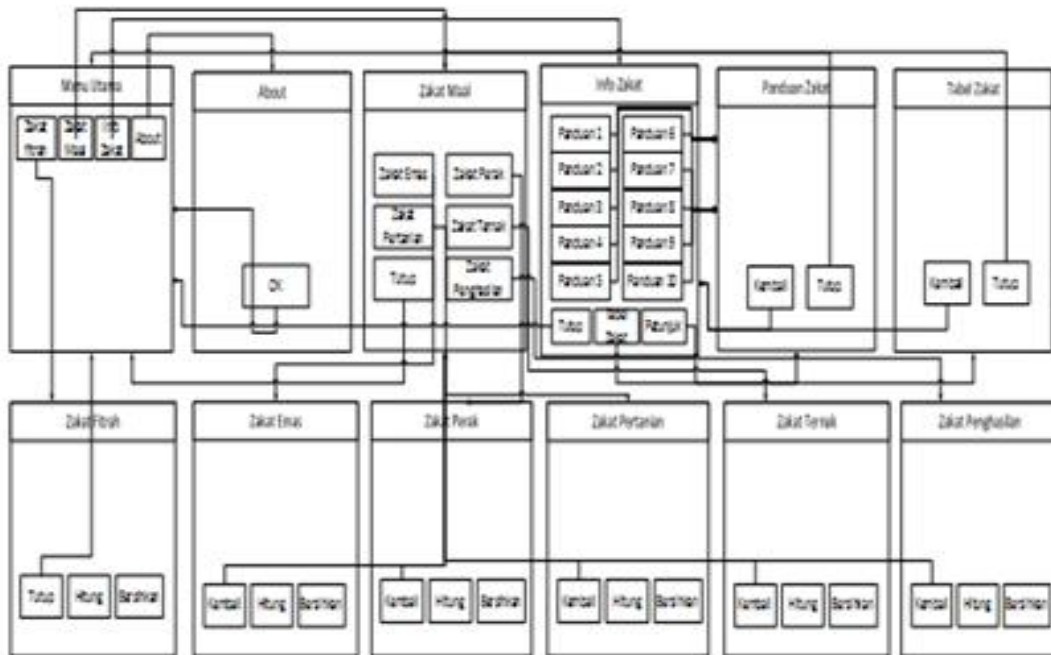 Menu Utama
About
Zakat Maal
Info Zakat
Panduan Zakat
Tabel Zakat
Zakat
Fitrah
Zakat
Maal
Info
Zakat
About
Panduan 1
Panduan 6
Panduan 2
Panduan 7
Panduan 3
Panduan 8
Panduan 4
Panduan 9
Panduan 5
Panduan 10
Zakat Emas
Zakat Perak
Zakat
Pertanian
Zakat Ternak
Tutup
Zakat
Penghasilan
OK
Kembali
Tutup
Kembali
Tutup
Tutup
Tabel
Zakat
Petunjuk
Zakat Fitrah
Zakat Emas
Zakat Perak
Zakat Pertanian
Zakat Ternak
Zakat Penghasilan
Tutup
Hitung
Bersihkan
Kembali
Hitung
Bersihkan
Kembali
Hitung
Bersihkan
Kembali
Hitung
Bersihkan
Kembali
Hitung
Bersihkan
Kembali
Hitung
Bersihkan